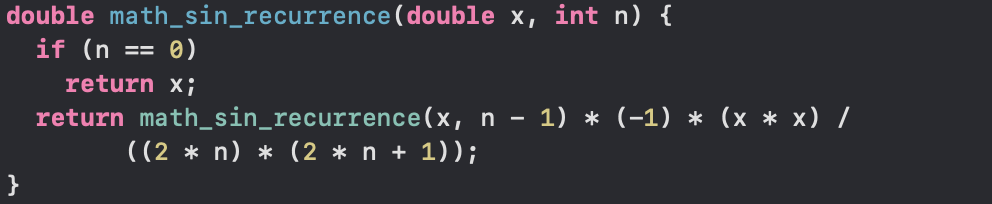 double math_sin_recurrence(double x, int n) {
  if (n == 0)
    return x;
  return math_sin_recurrence(x, n - 1) * (-1) * (x * x) /
         ((2 * n) * (2 * n + 1));
}